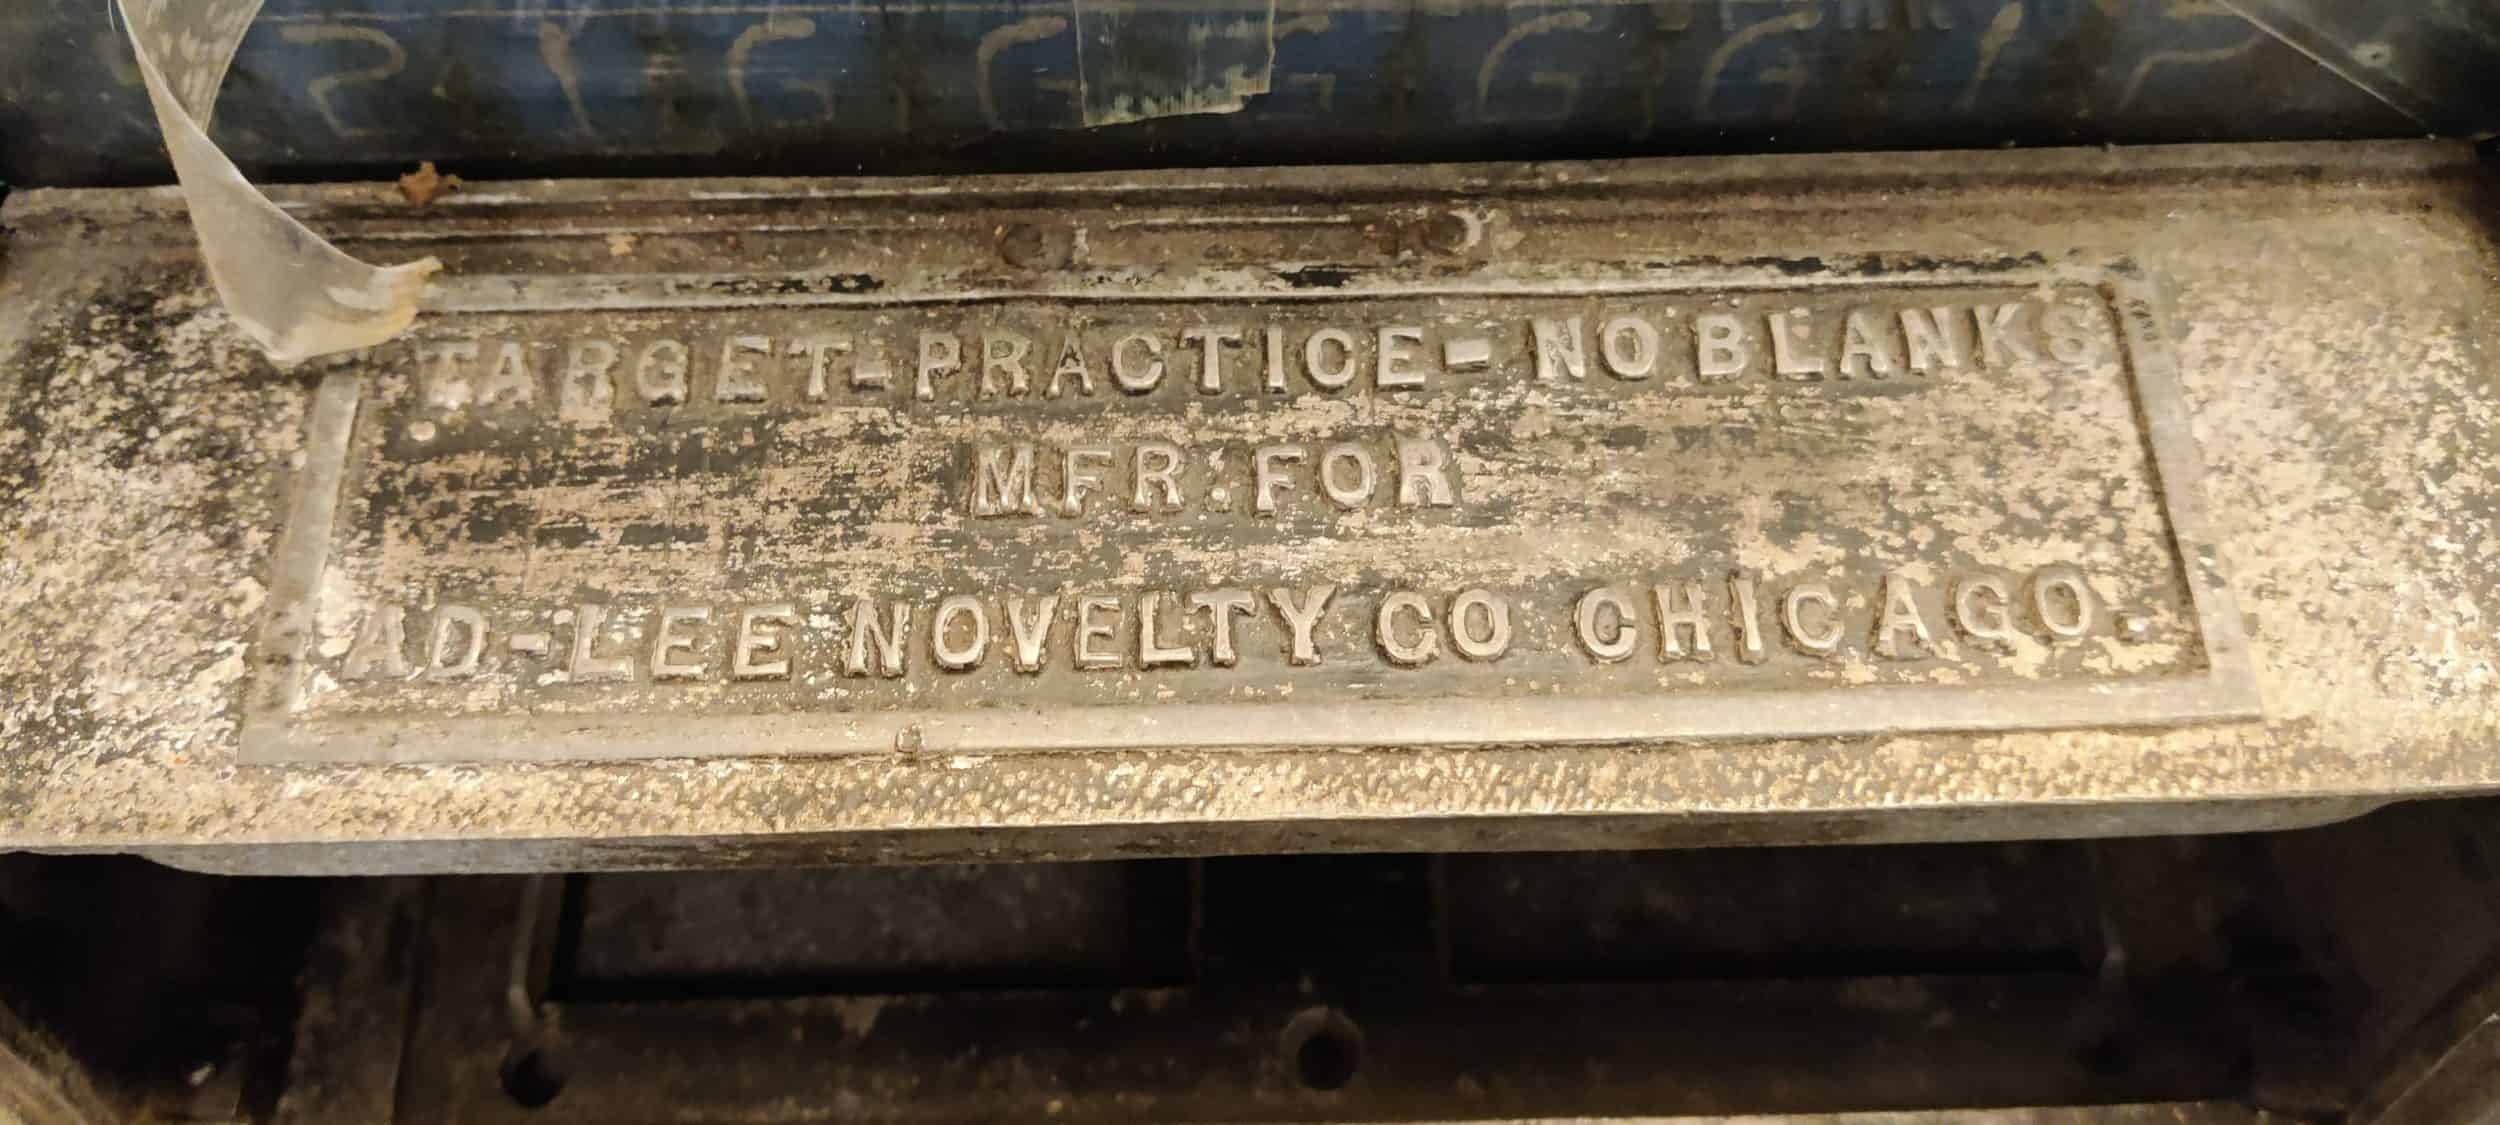 TARGET-PRACTICE-NO BLANKS
MFR. FOR
AD-LEE NOVELTY CO CHICAGO.